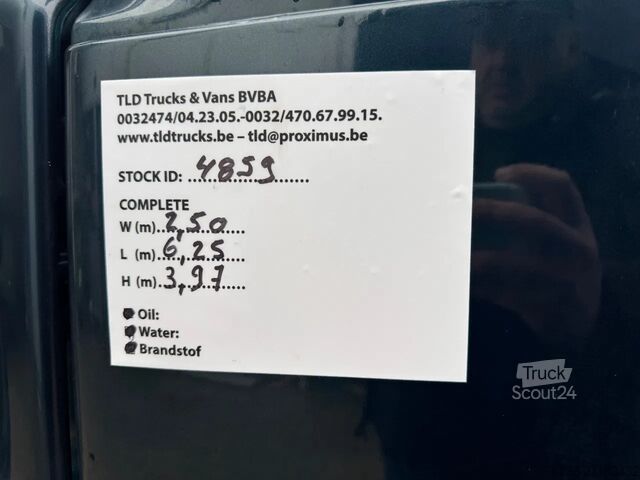 TLD Trucks & Vans BVBA
0032474/04.23.05.-0032/470.67.99.15.
www.tldtrucks.be – tld@proximus.be
STOCK ID: 4859
COMPLETE
W (m) 2,50
L (m) 6,25
H (m) 3,97
Oil:
Water:
Brandstof
Truck
Scout24